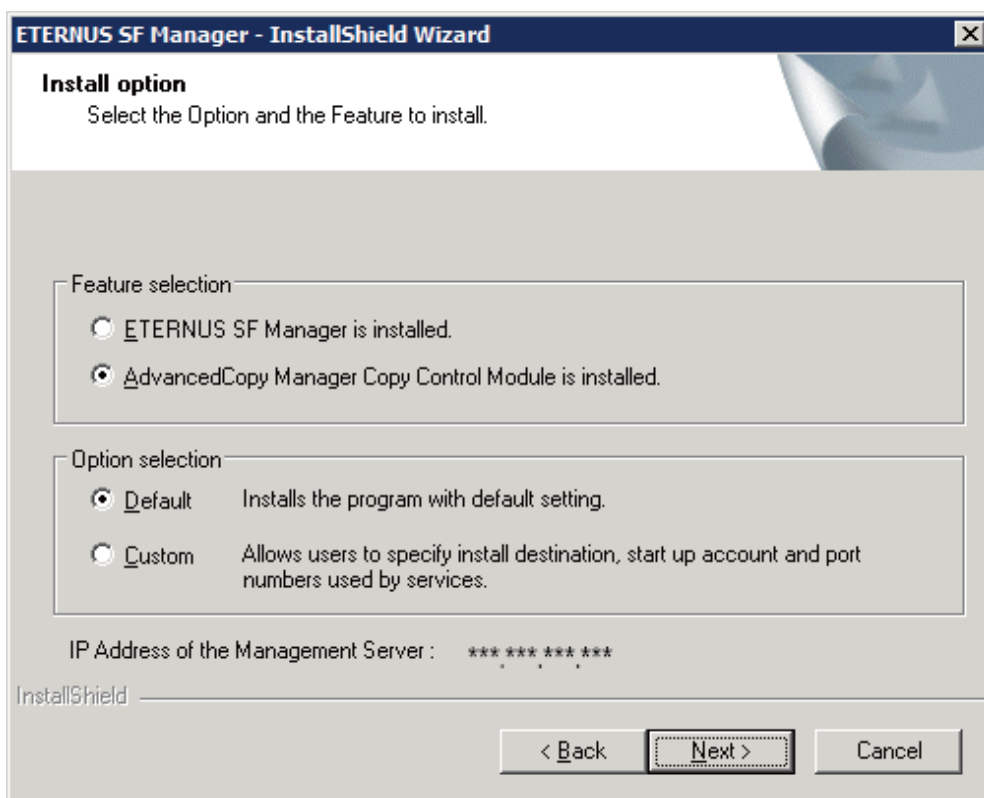 ETERNUS SF Manager - InstallShield Wizard
Install option
Select the Option and the Feature to install.
Feature selection
ETERNUS SF Manager is installed.
AdvancedCopy Manager Copy Control Module is installed.
Option selection
Default Installs the program with default setting.
Custom Allows users to specify install destination, start up account and port
numbers used by services.
IP Address of the Management Server : ***.***.***.***
InstallShield
< Back Next > Cancel